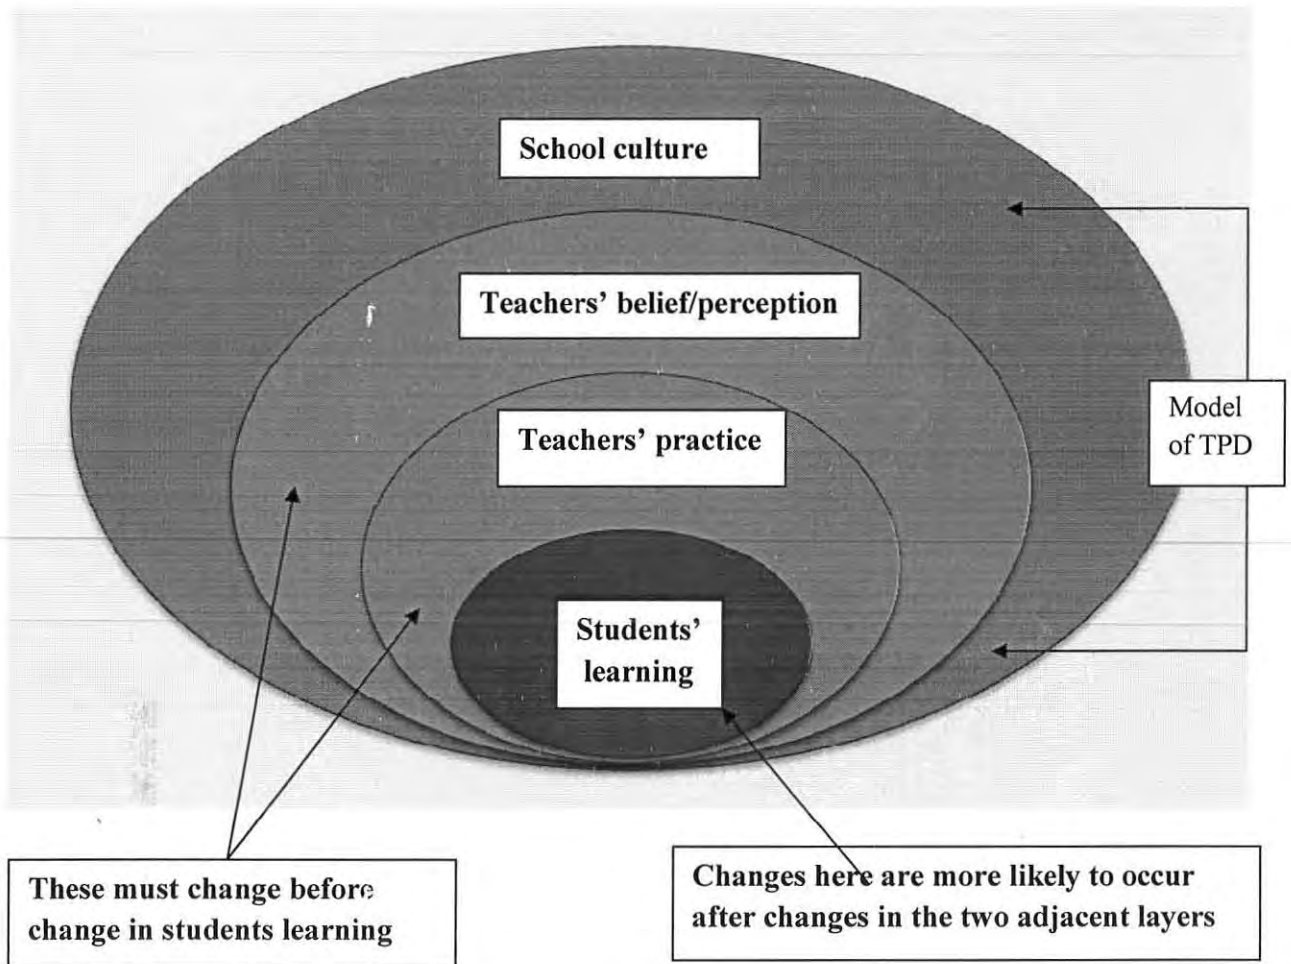 School culture
Teachers' belief/perception
Teachers' practice
Model
of TPD
Students'
learning
These must change before
change in students learning
Changes here are more likely to occur
after changes in the two adjacent layers